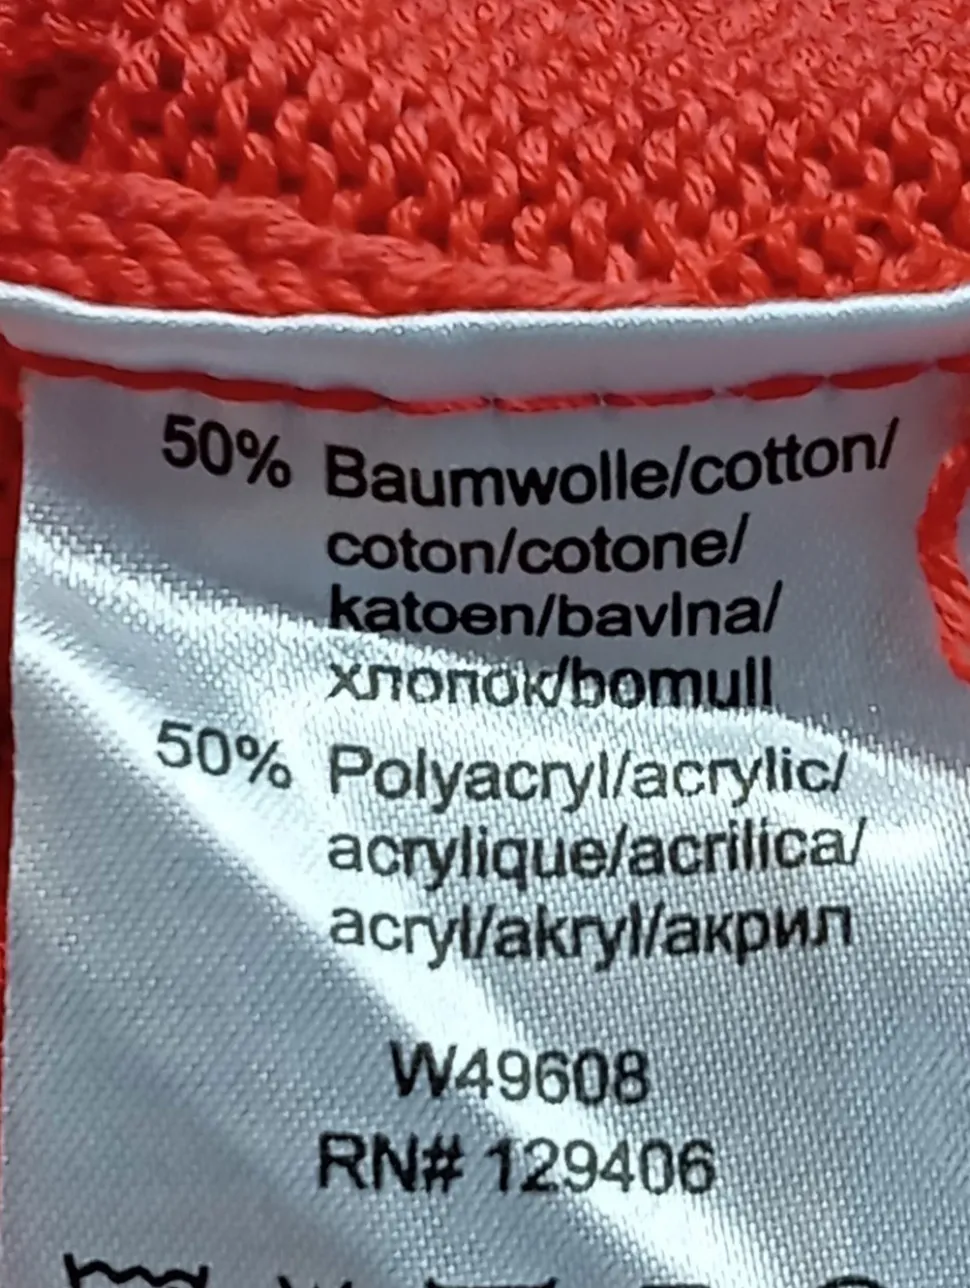 50% Baumwolle/cotton/
coton/cotone/
katoen/bavlna/
хлопок/bomull
50% Polyacryl/acrylic/
acrylique/acrilica/
acryl/akryl/акрил
W49608
RN# 129406